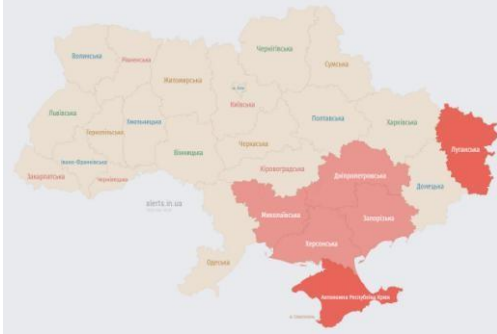 Чернігівська
Волинська
Рівненська
Сумська
Житомирська
м. Київ
Київська
Львівська
Тернопільська
Хмельницька
Полтавська
Харківська
Луганська
Черкаська
Вінницька
Івано-Франківська
Закарпатська
Чернівецька
Кіровоградська
Дніпропетровська
Донецька
alerts.in.ua
Миколаївська
Запорізька
Херсонська
Одеська
Автономна Республіка Крим